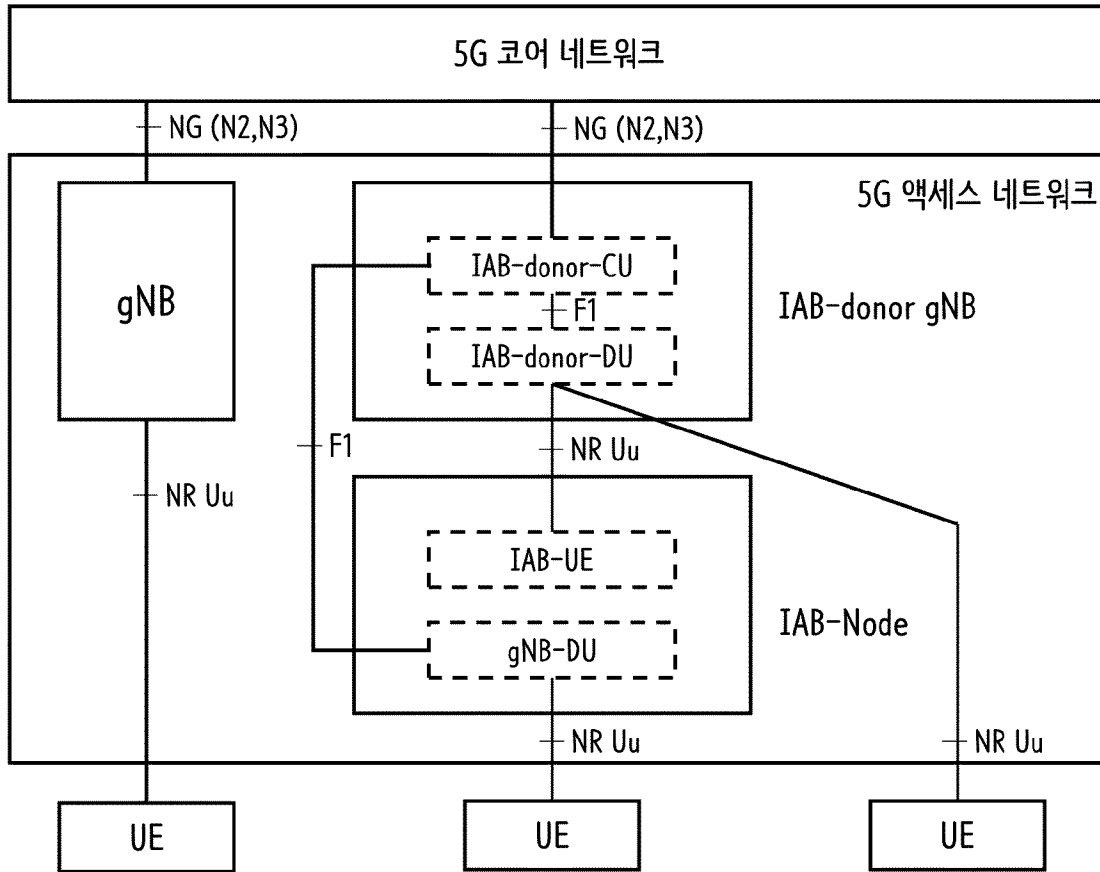 5G 코어 네트워크
NG (N2,N3)
NG (N2,N3)
5G 액세스 네트워크
gNB
IAB-donor-CU
F1
IAB-donor-DU
IAB-donor gNB
F1
NR Uu
NR Uu
IAB-UE
gNB-DU
IAB-Node
NR Uu
NR Uu
UE
UE
UE